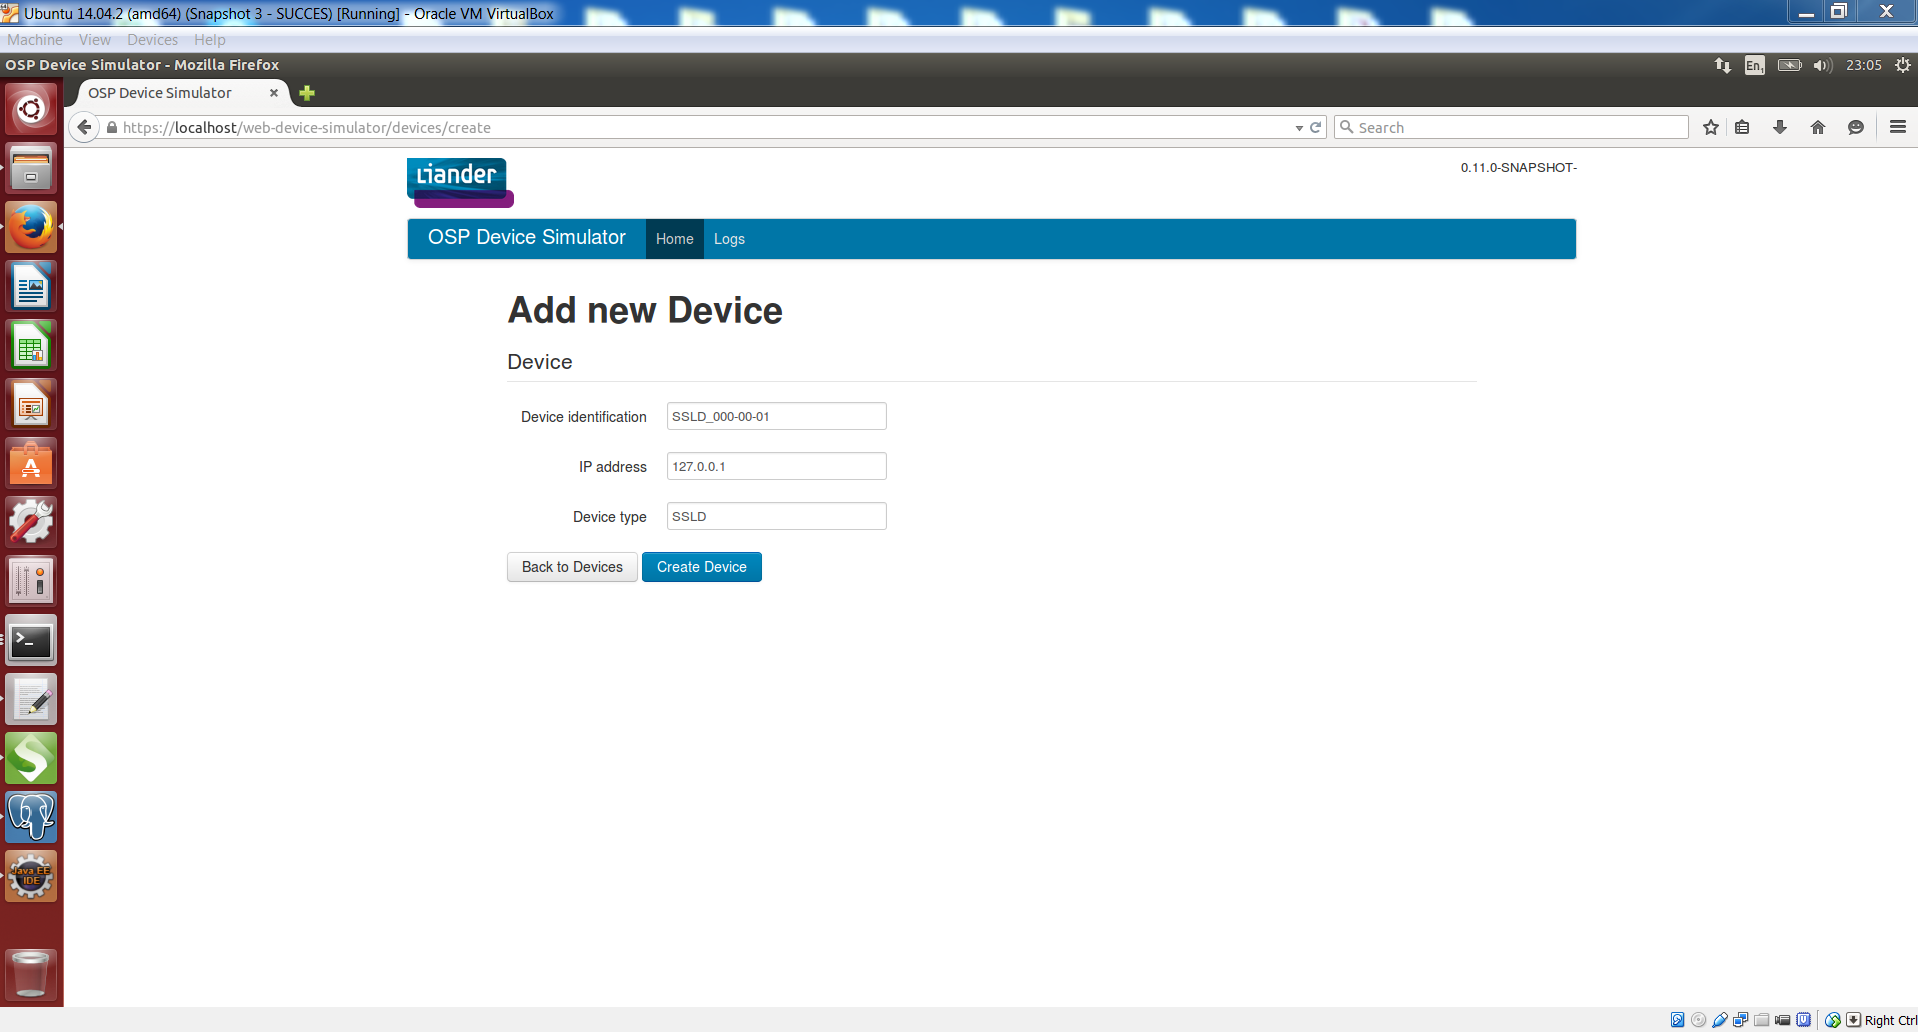 Ubuntu 14.04.2 (amd64) (Snapshot 3 - SUCCES) [Running] - Oracle VM VirtualBox
Machine View Devices Help
OSP Device Simulator - Mozilla Firefox
En1 23:05
OSP Device Simulator
https://localhost/web-device-simulator/devices/create
Search
Liander
0.11.0-SNAPSHOT-
OSP Device Simulator Home Logs
Add new Device
Device
Device identification SSLD_000-00-01
IP address 127.0.0.1
Device type SSLD
Back to Devices Create Device
Java EE
IDE
Right Ctrl